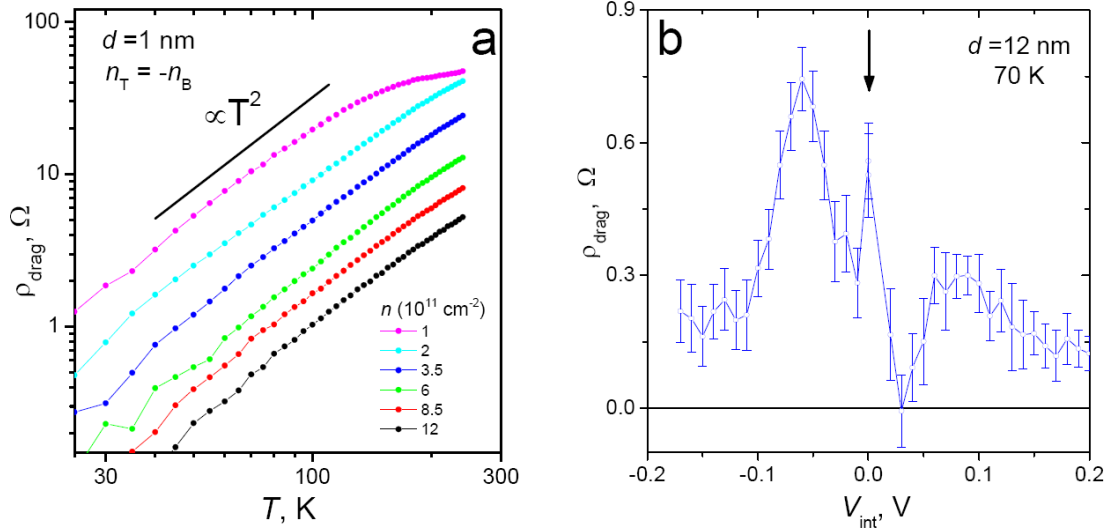 a
d =1 nm
n_T = -n_B
∝T²
100
10
1
ρ_drag, Ω
n (10¹¹ cm⁻²)
1
2
3.5
6
8.5
12
30
100
300
T, K
b
d =12 nm
70 K
0.9
0.6
0.3
0.0
ρ_drag, Ω
-0.2
-0.1
0.0
0.1
0.2
V_int, V